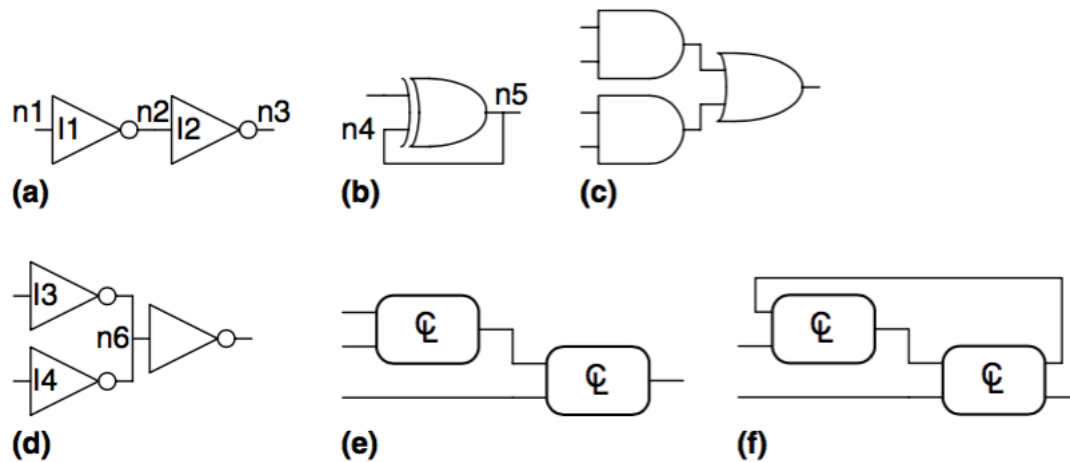 n1 I1 n2 I2 n3
n5
n4
(a) (b) (c)
I3
n6
I4
CL CL
CL CL
(d) (e) (f)